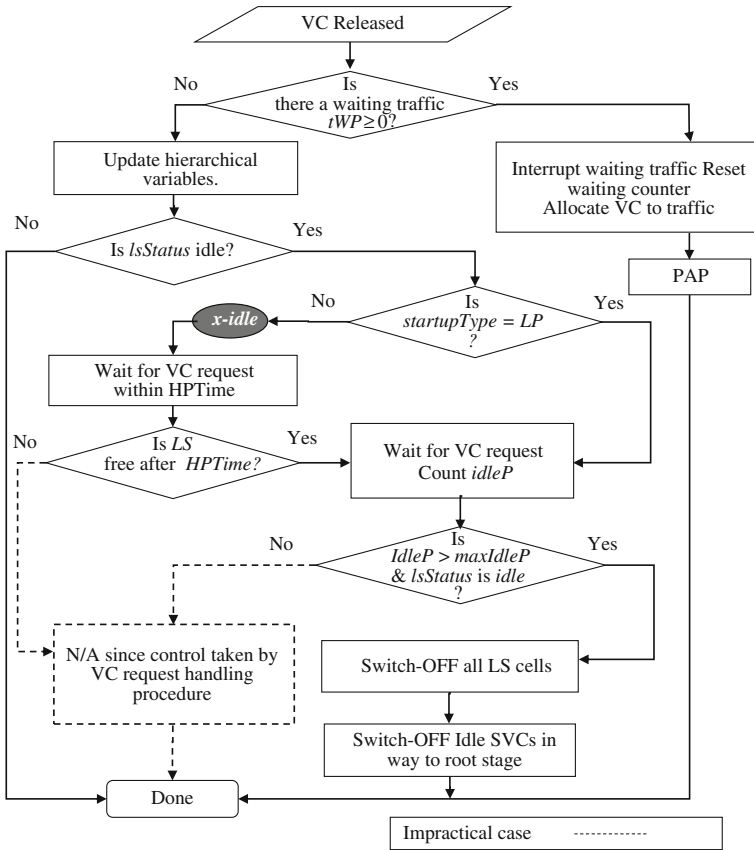 VC Released
No
Is
Yes
there a waiting traffic
tWP ≥ 0?
Update hierarchical
variables.
Interrupt waiting traffic Reset
waiting counter
Allocate VC to traffic
No
Yes
Is lsStatus idle?
PAP
x-idle
No
Is
Yes
startupType = LP
?
Wait for VC request
within HPTime
No
Is LS
Yes
free after HPTime?
Wait for VC request
Count idleP
No
Is
Yes
IdleP > maxIdleP
& lsStatus is idle
?
N/A since control taken by
VC request handling
procedure
Switch-OFF all LS cells
Switch-OFF Idle SVCs in
way to root stage
Done
Impractical case